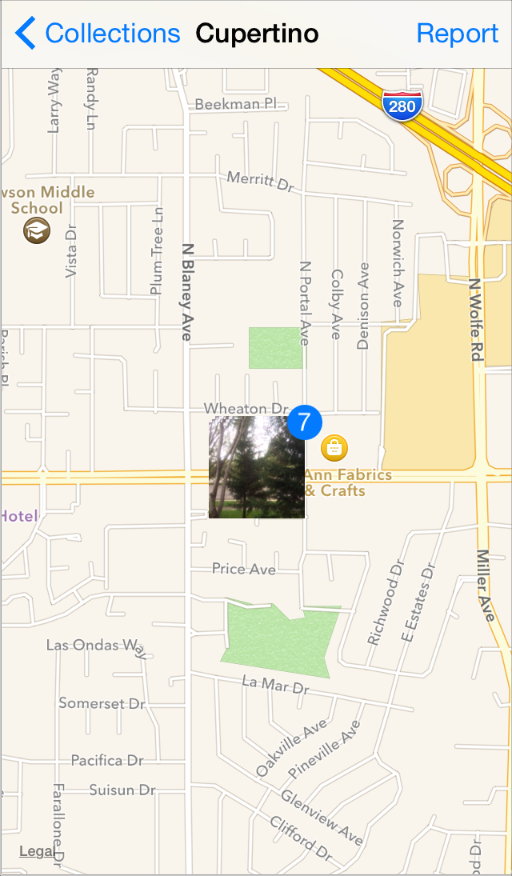 Collections
Cupertino
Report
Larry Way
Randy Ln
Beekman Pl
280
Merritt Dr
wson Middle
School
Vista Dr
Plum Tree Ln
N Blaney Ave
N Portal Ave
Colby Ave
Denison Ave
Norwich Ave
N Wolfe Rd
Parish Pl
Wheaton Dr
7
Ann Fabrics
& Crafts
Hotel
Price Ave
Richwood Dr
E Estates Dr
Miller Ave
Las Ondas Way
La Mar Dr
Somerset Dr
Oakville Ave
Pineville Ave
Pacifica Dr
Suisun Dr
Farallone Dr
Glenview Ave
Clifford Dr
Legal